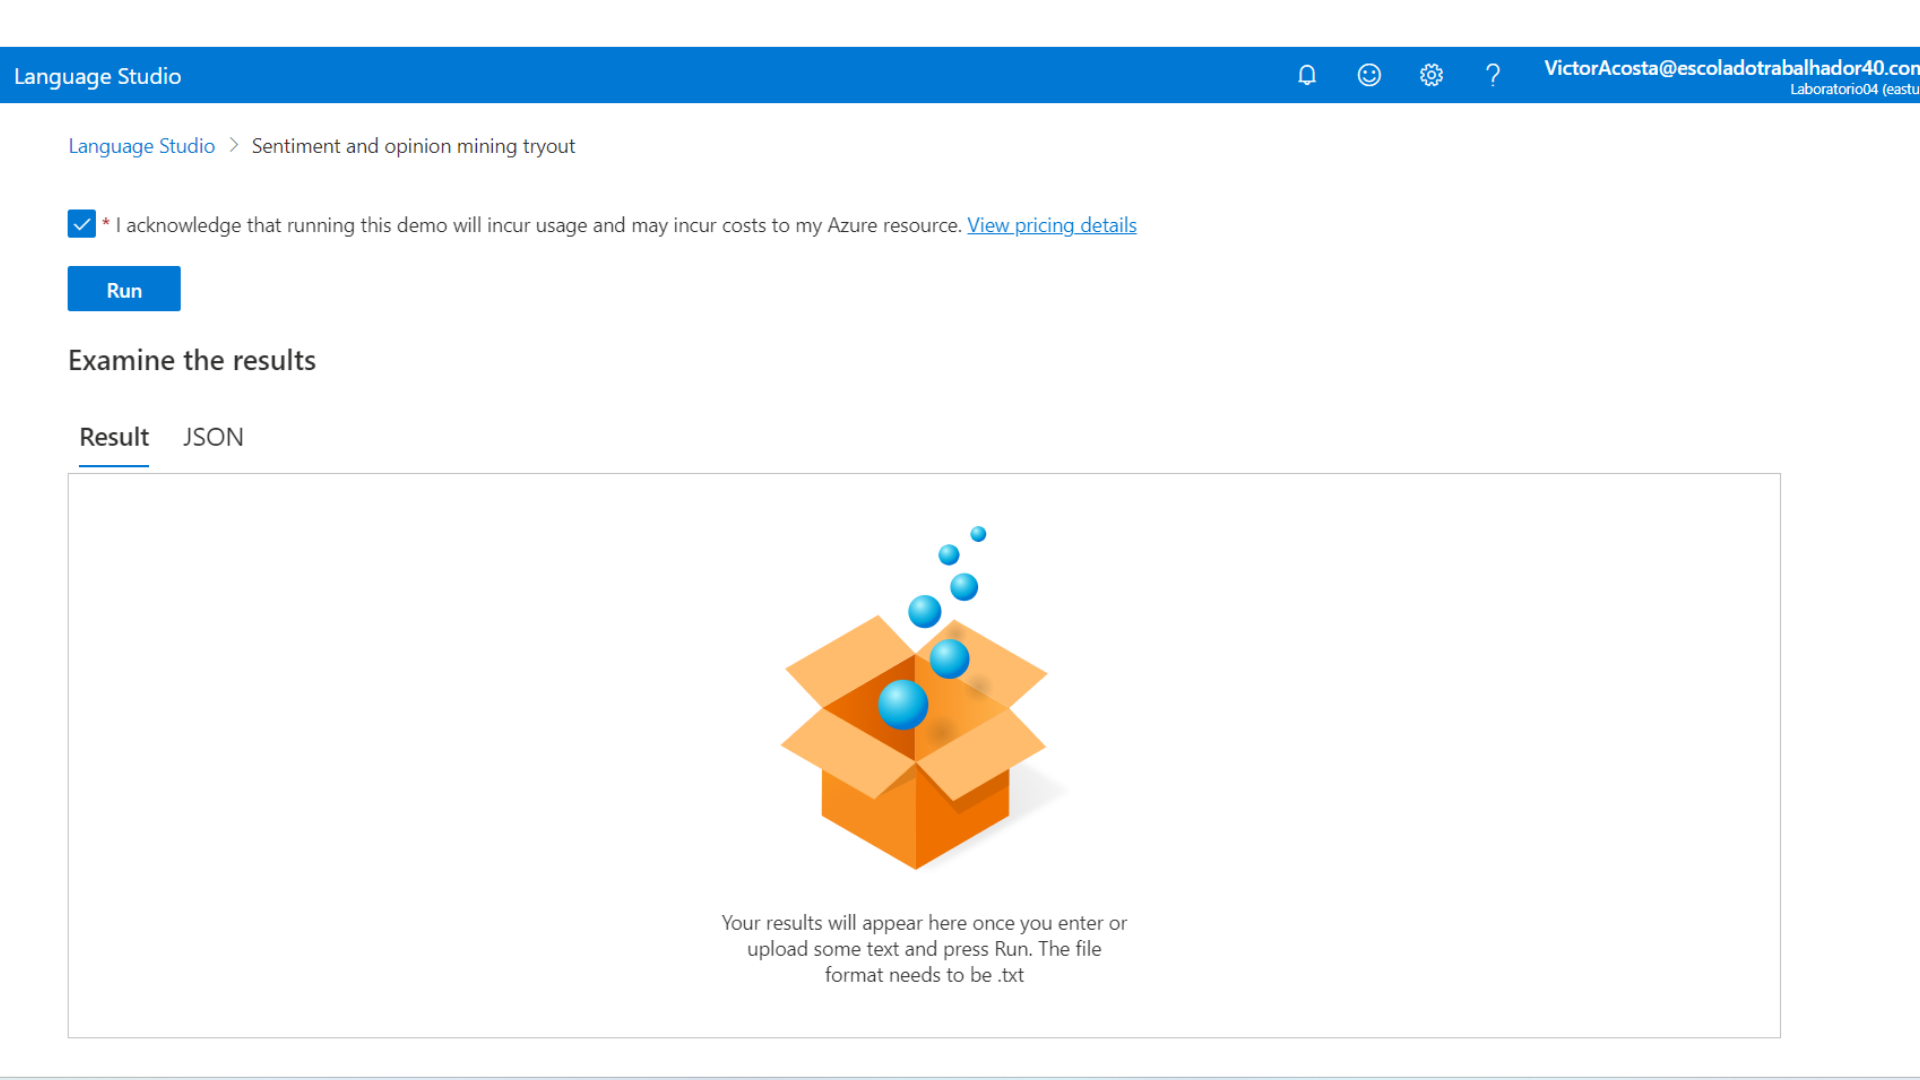 Language Studio
VictorAcosta@escoladotrabalhador40.con
Laboratorio04 (eastu
Language Studio > Sentiment and opinion mining tryout
* I acknowledge that running this demo will incur usage and may incur costs to my Azure resource. View pricing details
Run
Examine the results
Result JSON
Your results will appear here once you enter or
upload some text and press Run. The file
format needs to be .txt